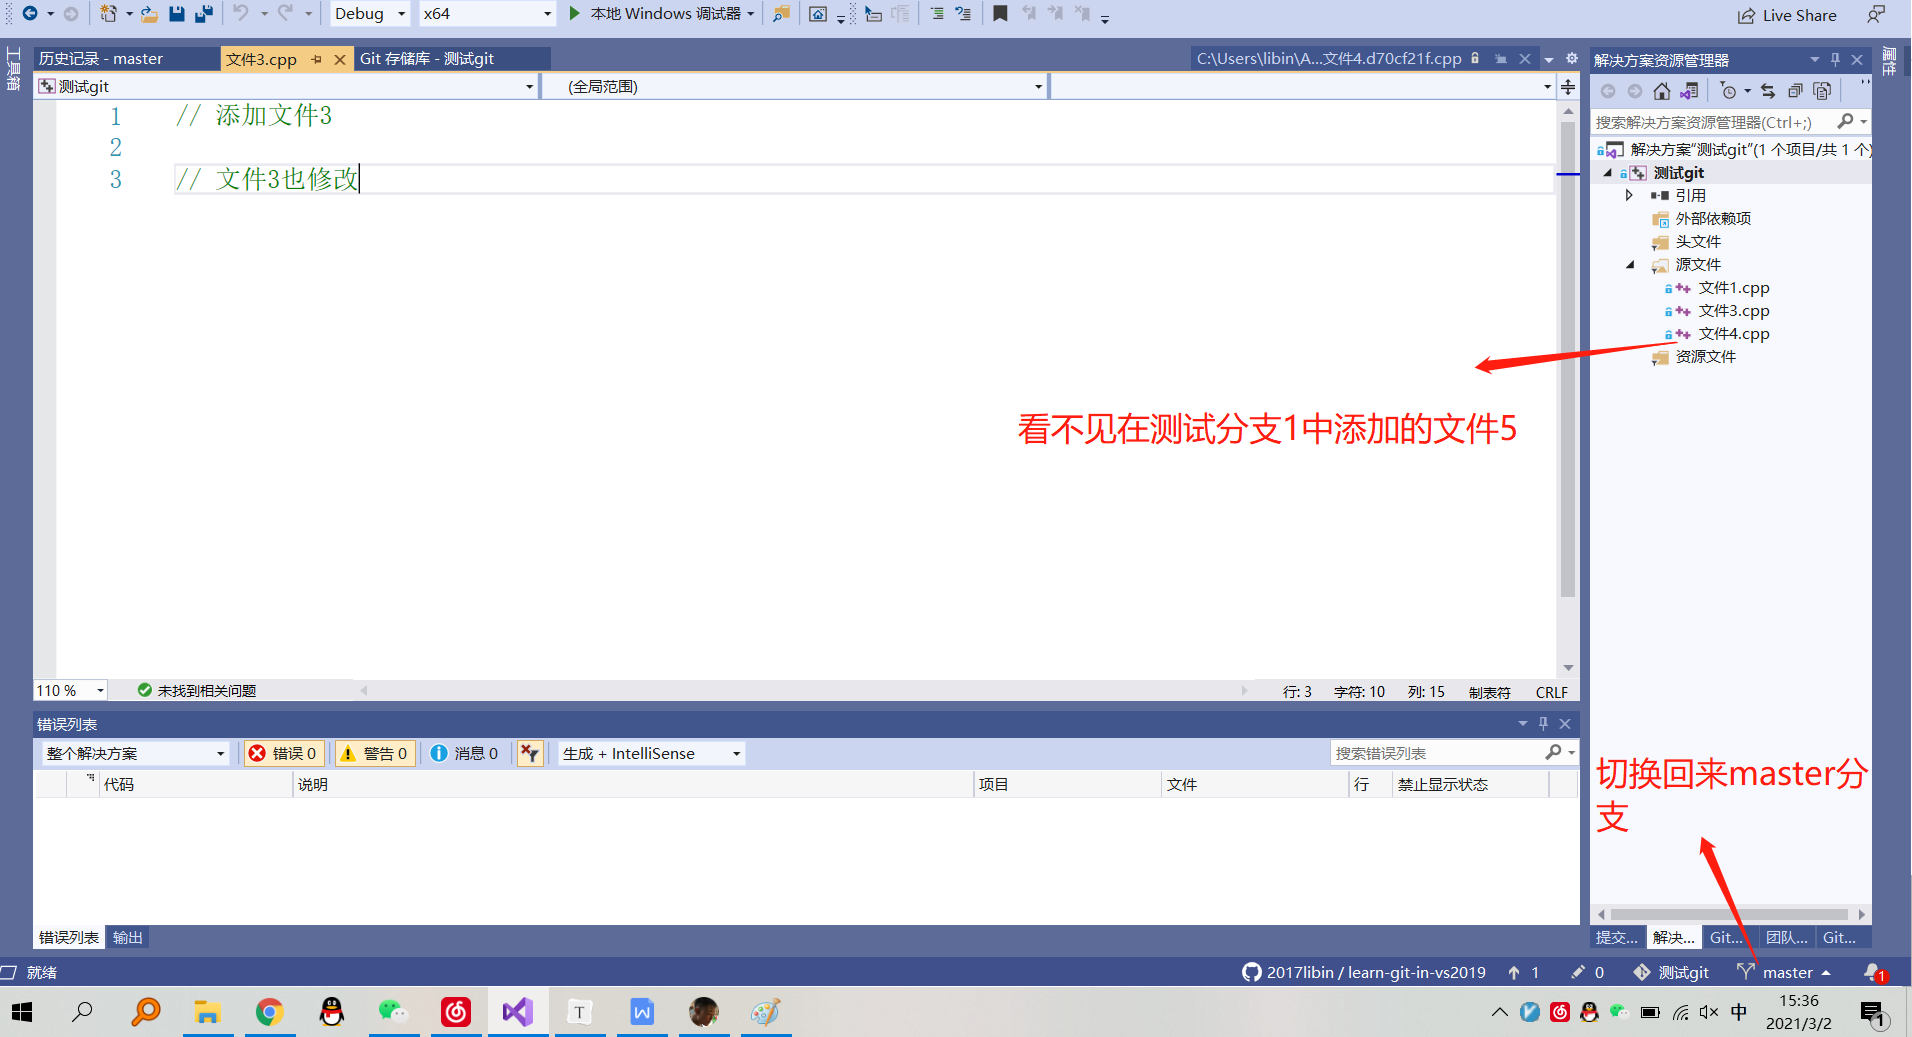 Debug
x64
本地 Windows 调试器
Live Share
工具箱
历史记录 - master
文件3.cpp
Git 存储库 - 测试git
C:\Users\libin\A...文件4.d70cf21f.cpp
解决方案资源管理器
属性
测试git
(全局范围)
1 // 添加文件3
2
3 // 文件3也修改
搜索解决方案资源管理器(Ctrl+;)
解决方案"测试git"(1 个项目/共 1 个)
测试git
引用
外部依赖项
头文件
源文件
文件1.cpp
文件3.cpp
文件4.cpp
资源文件
看不见在测试分支1中添加的文件5
110 %
未找到相关问题
行: 3
字符: 10
列: 15
制表符
CRLF
错误列表
整个解决方案
错误 0
警告 0
消息 0
生成 + IntelliSense
搜索错误列表
代码
说明
项目
文件
行
禁止显示状态
切换回来master分
支
错误列表
输出
提交...
解决...
Git...
团队...
Git...
就绪
2017libin / learn-git-in-vs2019
1
0
测试git
master
1
T
W
中
15:36
2021/3/2
1